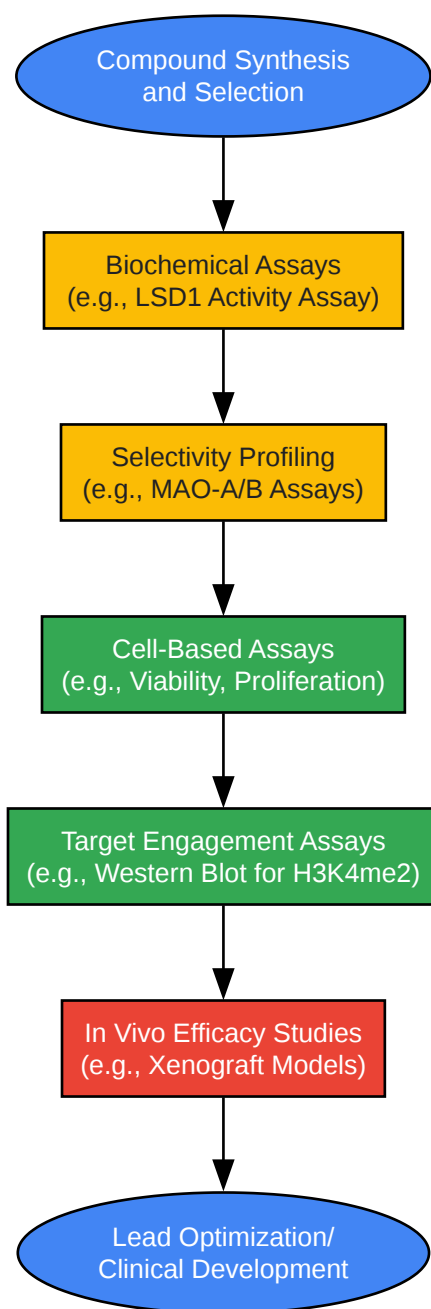 Compound Synthesis
and Selection
Biochemical Assays
(e.g., LSD1 Activity Assay)
Selectivity Profiling
(e.g., MAO-A/B Assays)
Cell-Based Assays
(e.g., Viability, Proliferation)
Target Engagement Assays
(e.g., Western Blot for H3K4me2)
In Vivo Efficacy Studies
(e.g., Xenograft Models)
Lead Optimization/
Clinical Development